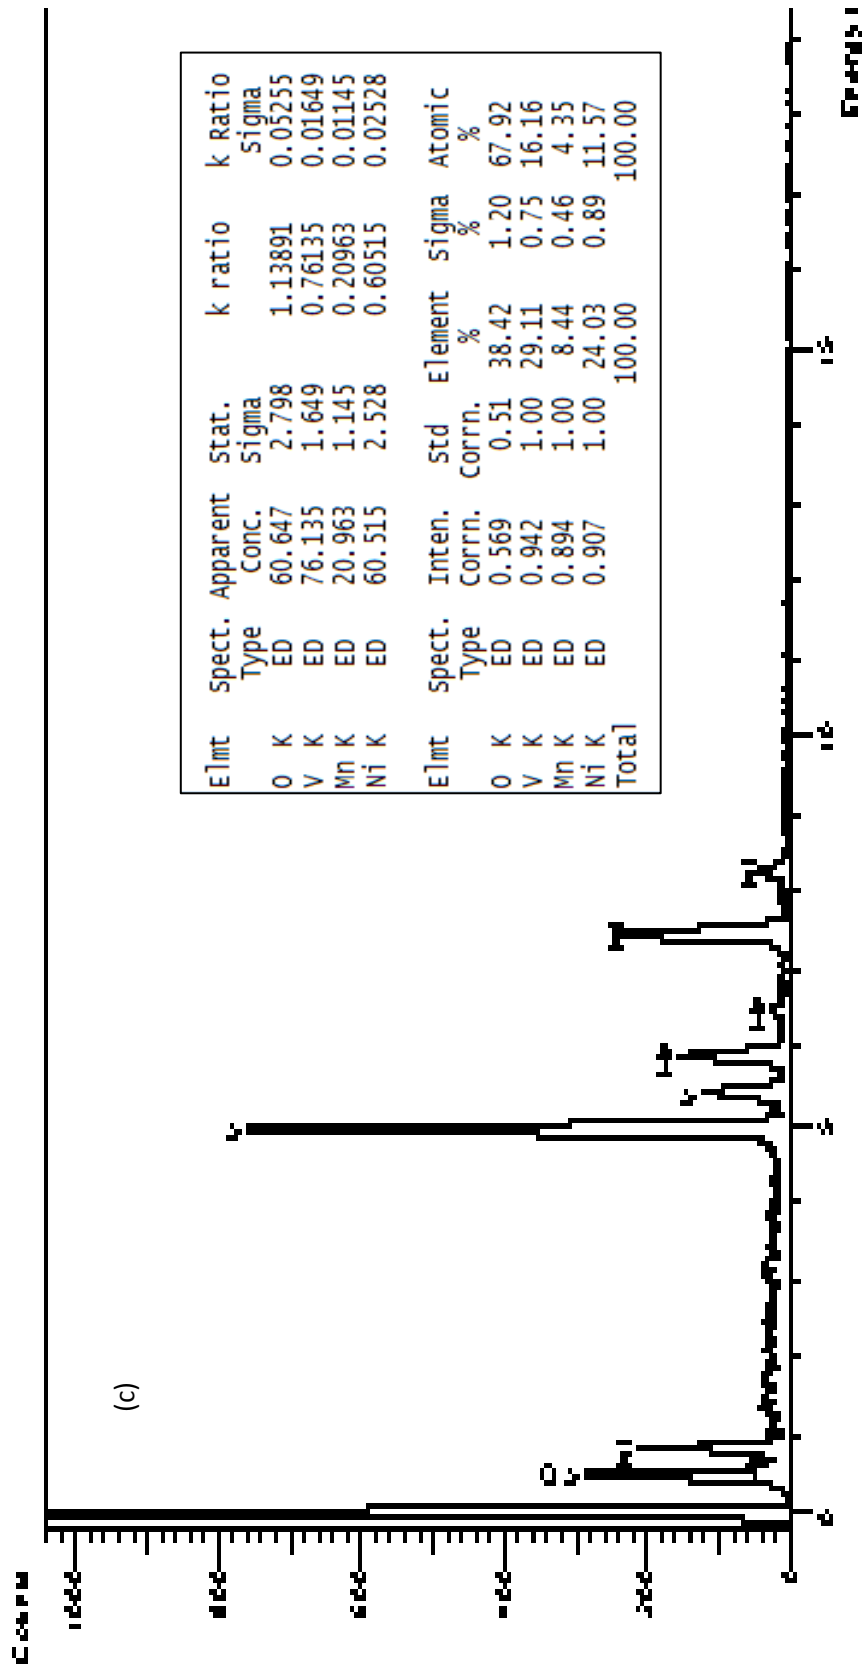 (c)
Elmt Spect. Apparent Stat. k ratio k Ratio
Type Conc. Sigma Sigma
O K ED 60.647 2.798 1.13891 0.05255
V K ED 76.135 1.649 0.76135 0.01649
Mn K ED 20.963 1.145 0.20963 0.01145
Ni K ED 60.515 2.528 0.60515 0.02528
Elmt Spect. Inten. Std Element Sigma Atomic
Type Corrn. Corrn. % % %
O K ED 0.569 0.51 38.42 1.20 67.92
V K ED 0.942 1.00 29.11 0.75 16.16
Mn K ED 0.894 1.00 8.44 0.46 4.35
Ni K ED 0.907 1.00 24.03 0.89 11.57
Total 100.00 100.00